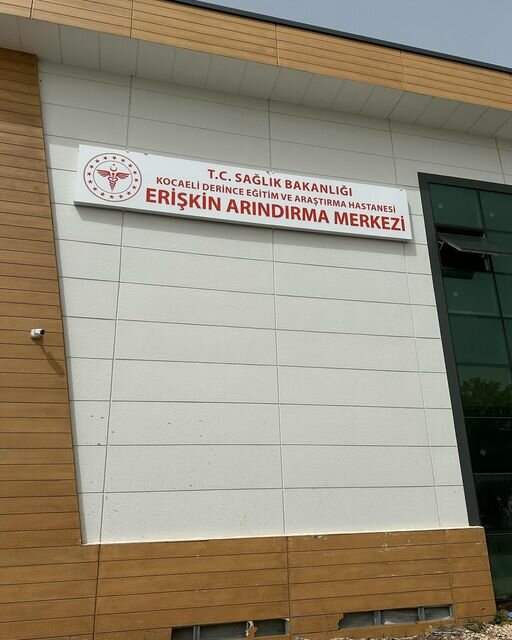 T.C. SAĞLIK BAKANLIĞI
KOCAELİ DERİNCE EĞİTİM VE ARAŞTIRMA HASTANESİ
ERİŞKİN ARINDIRMA MERKEZİ